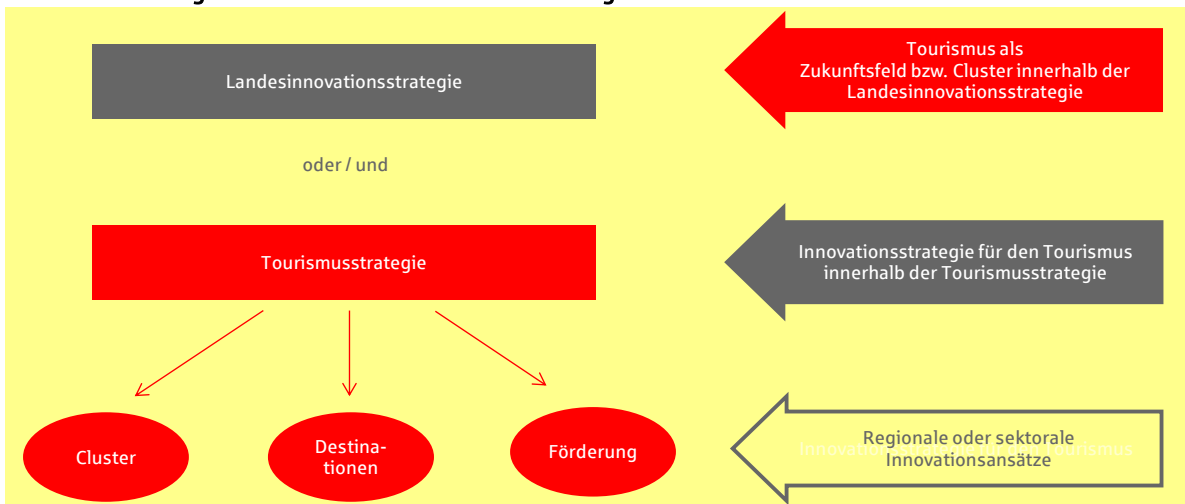 Landesinnovationsstrategie
Tourismus als
Zukunftsfeld bzw. Cluster innerhalb der
Landesinnovationsstrategie
oder / und
Tourismusstrategie
Innovationsstrategie für den Tourismus
innerhalb der Tourismusstrategie
Cluster
Destina-
tionen
Förderung
Regionale oder sektorale
Innovationsansätze